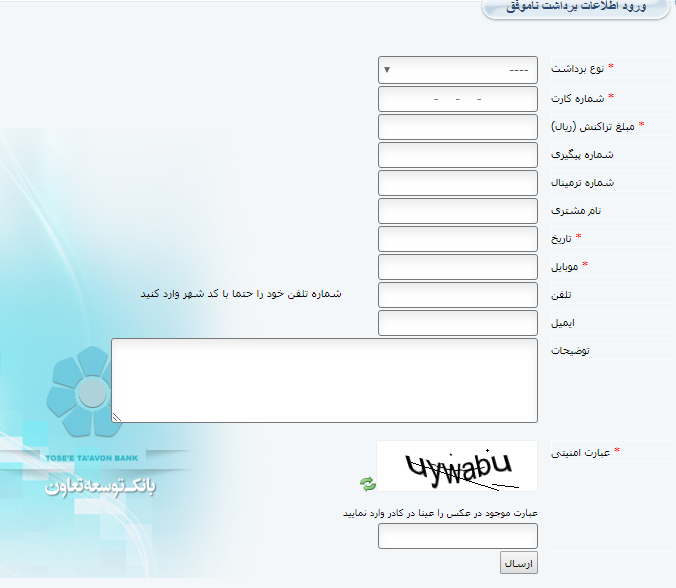 ورود اطلاعات برداشت ناموفق
* نوع برداشت
----
* شماره کارت
- - -
* مبلغ تراکنش (ریال)
شماره پیگیری
شماره ترمینال
نام مشتری
* تاریخ
* موبایل
تلفن
شماره تلفن خود را حتما با کد شهر وارد کنید
ایمیل
توضیحات
TOSE'E TA'AVON BANK
بانک توسعه تعاون
* عبارت امنیتی
عبارت موجود در عکس را عینا در کادر وارد نمایید
ارسال